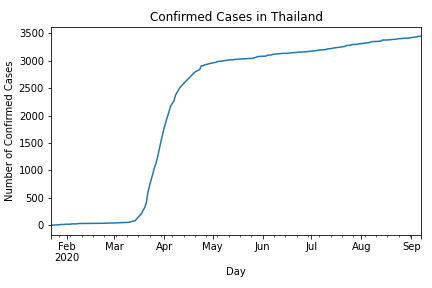 Confirmed Cases in Thailand
Number of Confirmed Cases
3500
3000
2500
2000
1500
1000
500
0
Feb Mar Apr May Jun Jul Aug Sep
2020
Day